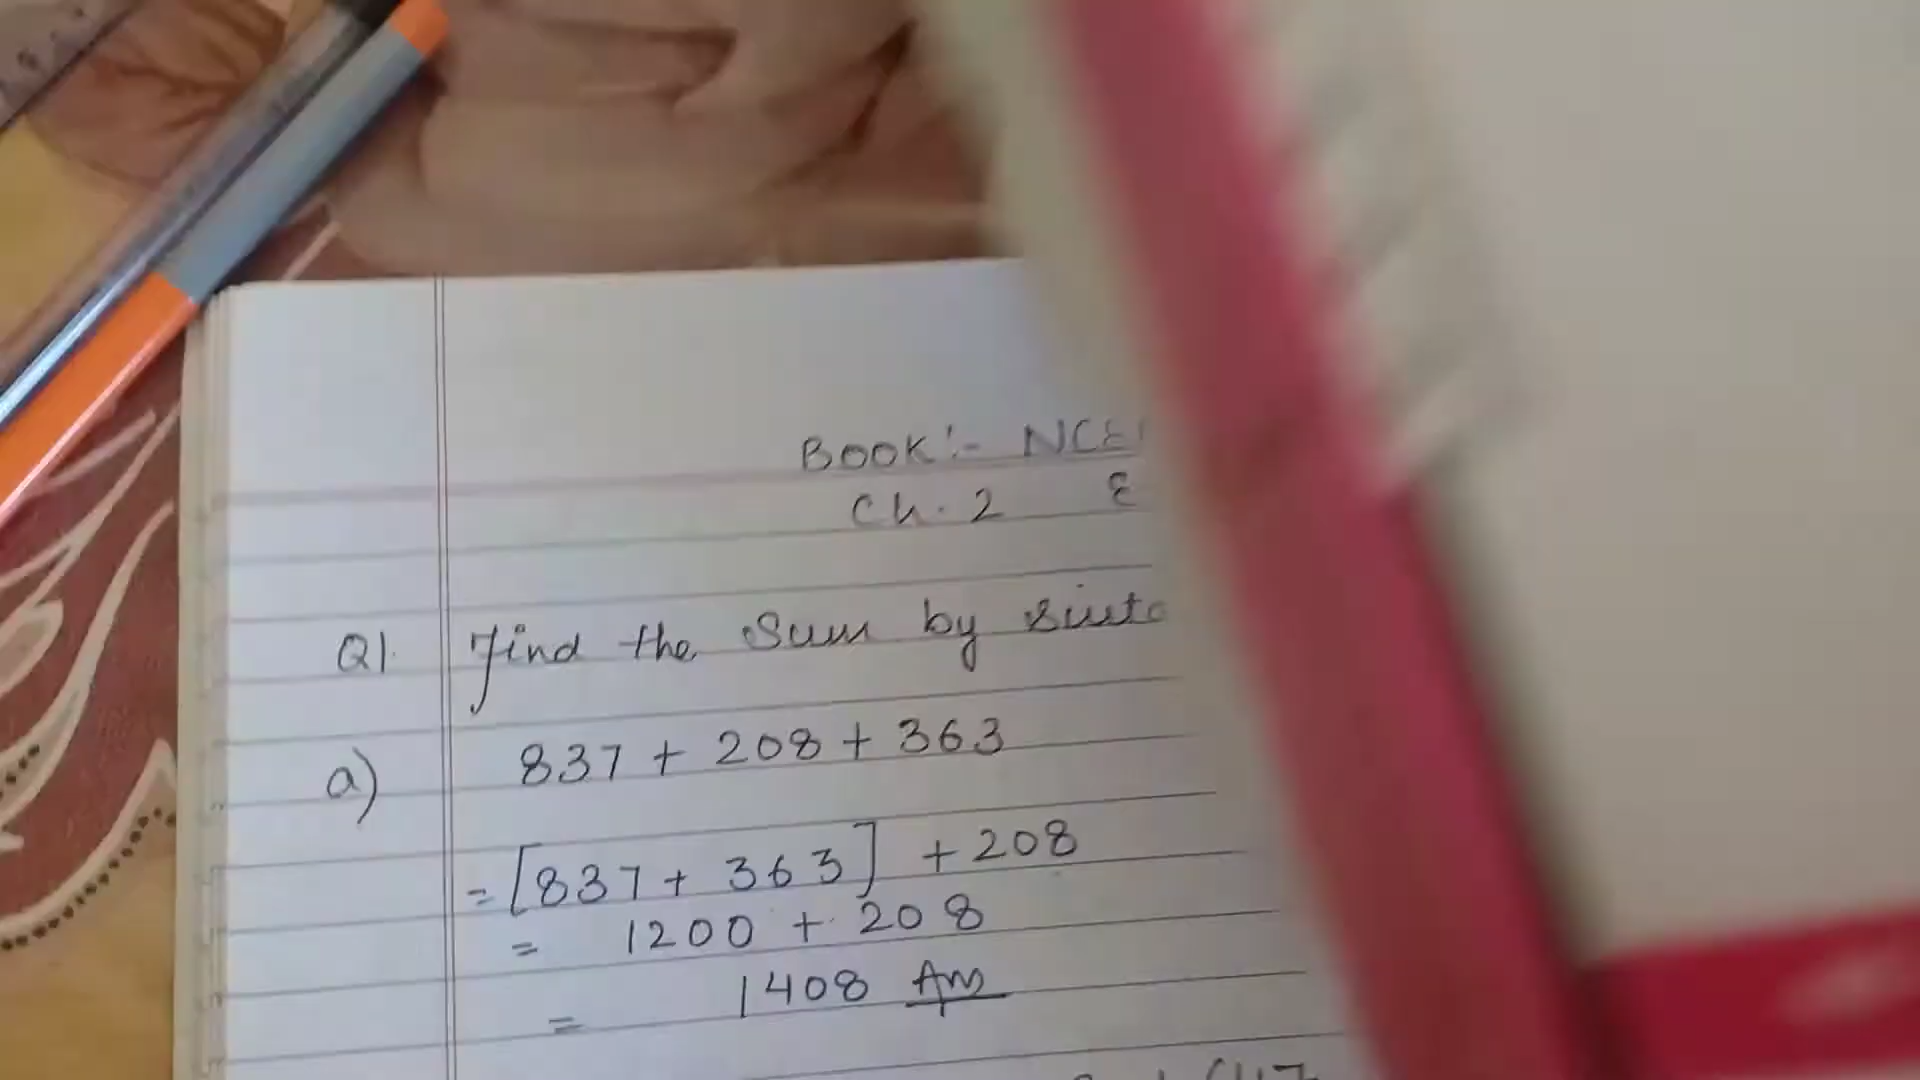 BOOK:- NCE
Ch. 2 E
Q1. Find the Sum by
a) 837 + 208 + 363
= [837 + 363] + 208
= 1200 + 208
= 1408 Ans